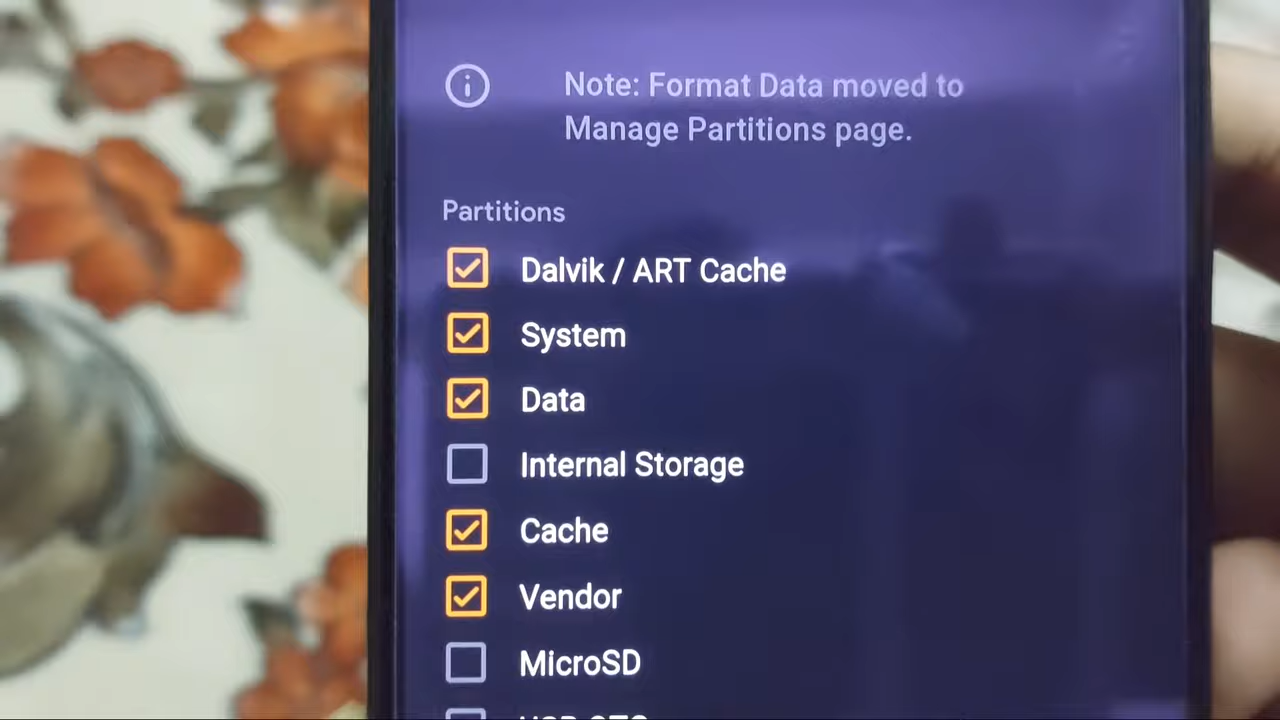 Note: Format Data moved to
Manage Partitions page.
Partitions
Dalvik / ART Cache
System
Data
Internal Storage
Cache
Vendor
MicroSD